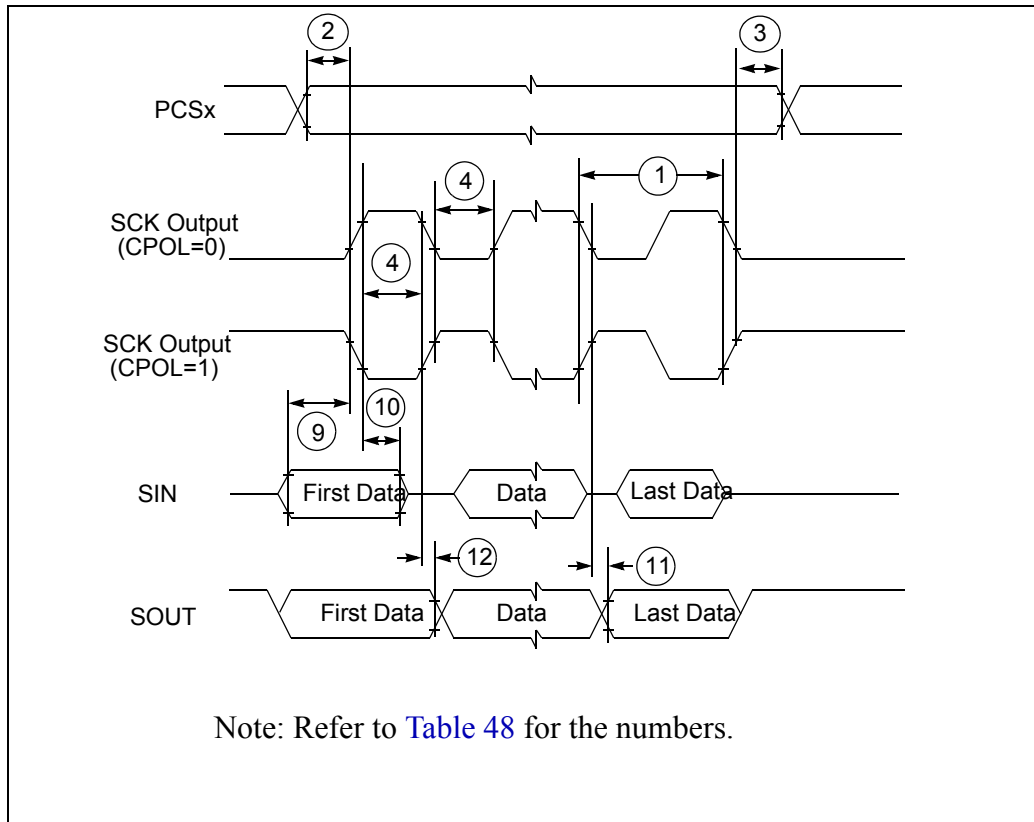 2
3
PCSx
4
1
SCK Output
(CPOL=0)
4
SCK Output
(CPOL=1)
9
10
SIN
First Data
Data
Last Data
12
11
SOUT
First Data
Data
Last Data
Note: Refer to Table 48 for the numbers.